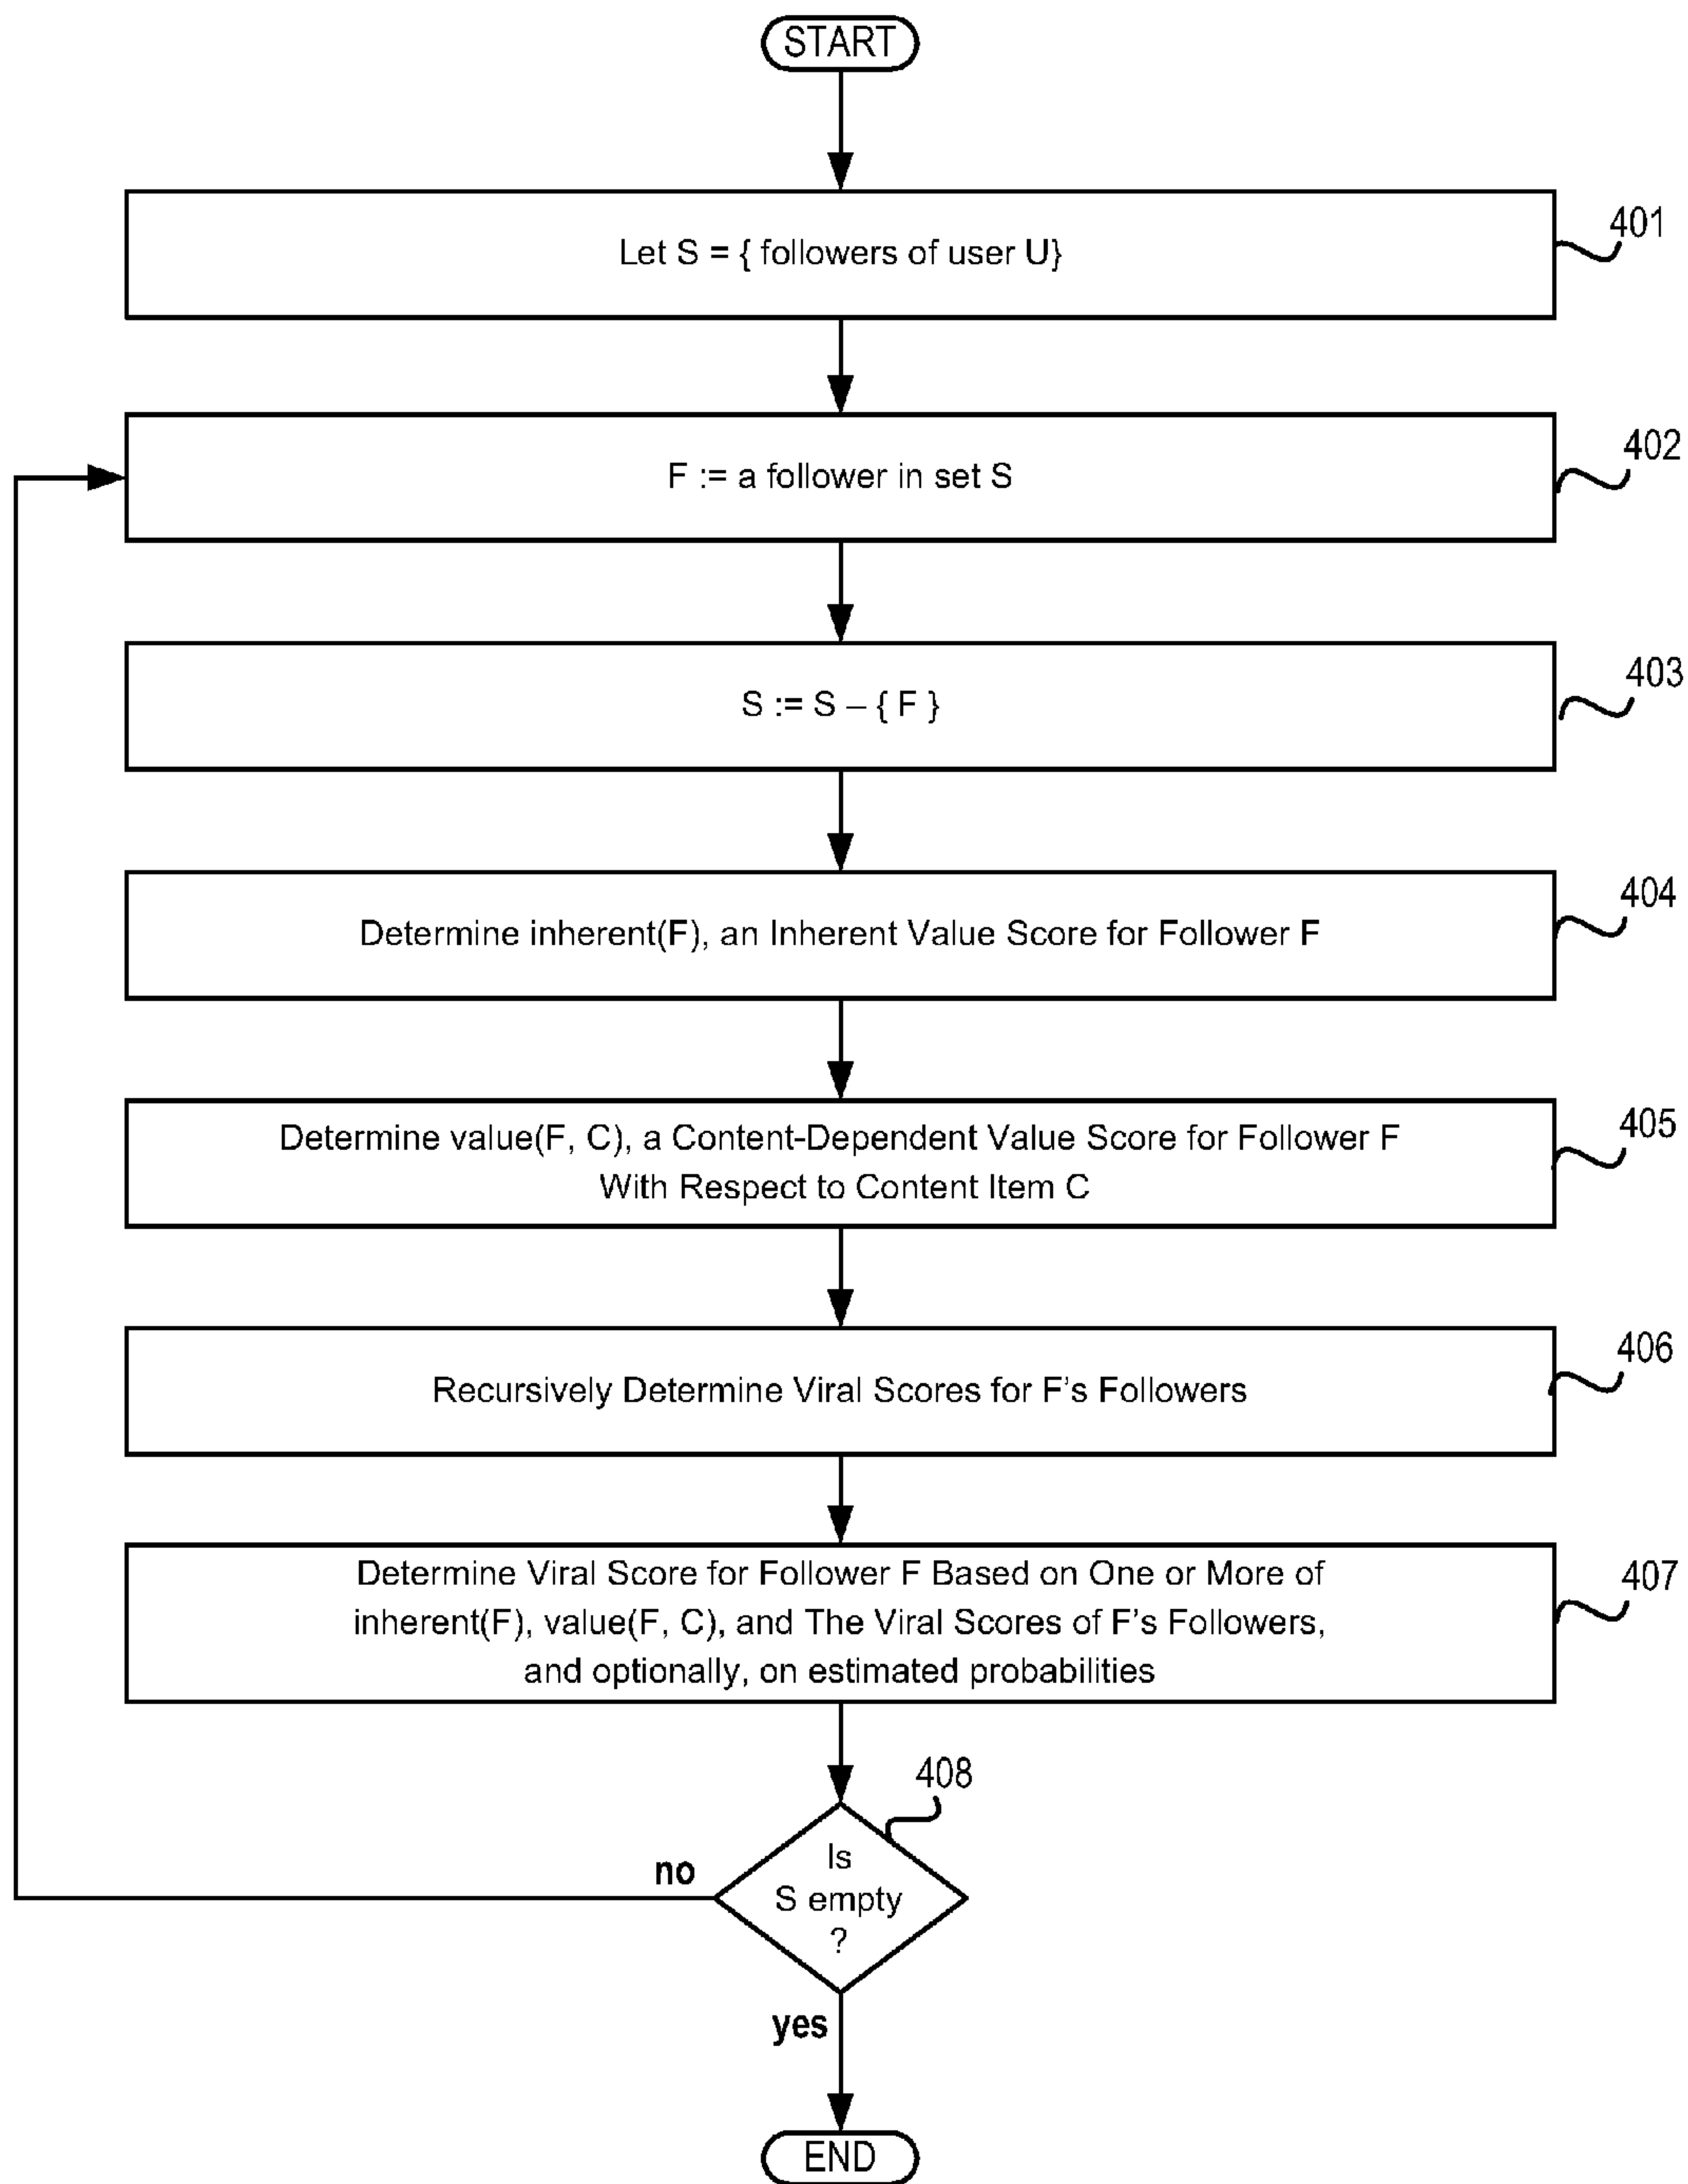 START
Let S = { followers of user U}
401
F := a follower in set S
402
S := S – { F }
403
Determine inherent(F), an Inherent Value Score for Follower F
404
Determine value(F, C), a Content-Dependent Value Score for Follower F
With Respect to Content Item C
405
Recursively Determine Viral Scores for F's Followers
406
Determine Viral Score for Follower F Based on One or More of
inherent(F), value(F, C), and The Viral Scores of F's Followers,
and optionally, on estimated probabilities
407
408
Is
S empty
?
no
yes
END